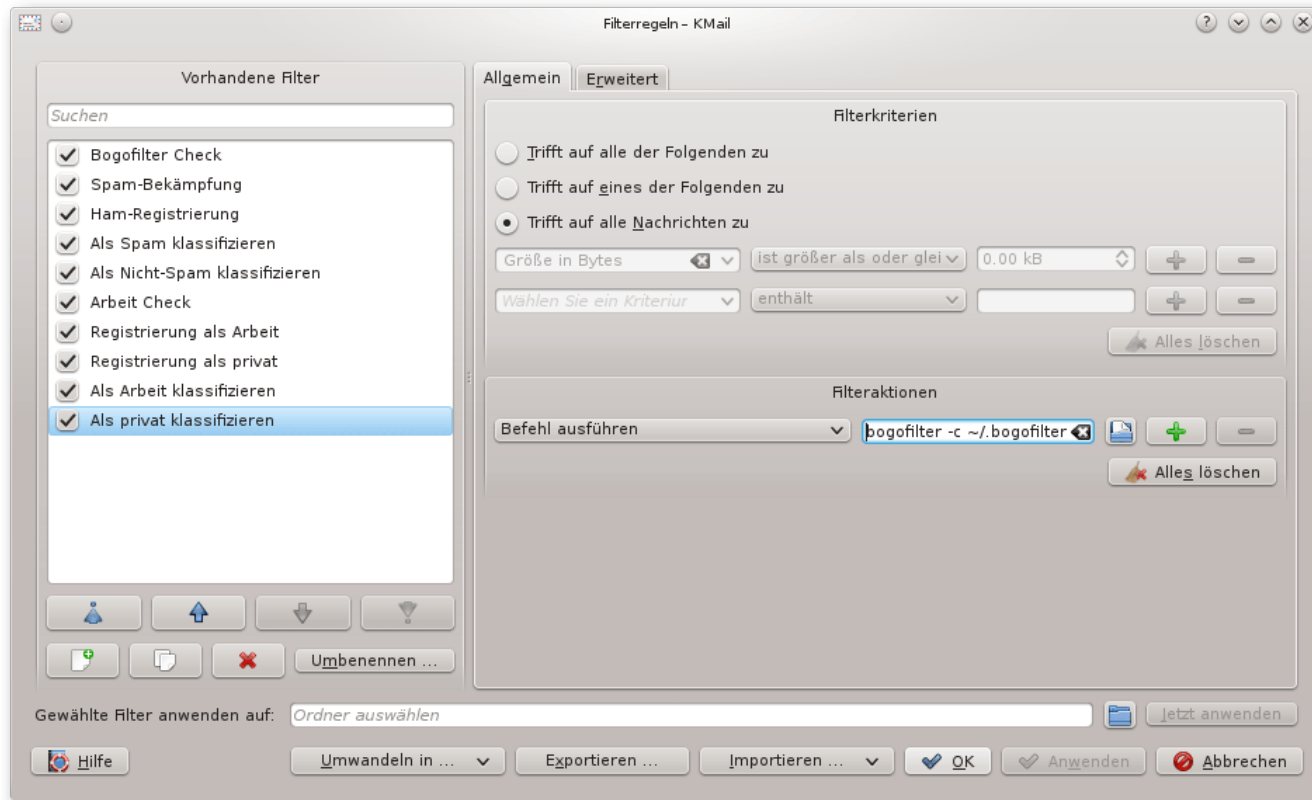 Filterregeln – KMail
Vorhandene Filter
Suchen
Bogofilter Check
Spam-Bekämpfung
Ham-Registrierung
Als Spam klassifizieren
Als Nicht-Spam klassifizieren
Arbeit Check
Registrierung als Arbeit
Registrierung als privat
Als Arbeit klassifizieren
Als privat klassifizieren
Umbenennen ...
Allgemein Erweitert
Filterkriterien
Trifft auf alle der Folgenden zu
Trifft auf eines der Folgenden zu
Trifft auf alle Nachrichten zu
Größe in Bytes ist größer als oder glei 0.00 kB
Wählen Sie ein Kriteriur enthält
Alles löschen
Filteraktionen
Befehl ausführen bogofilter -c ~/.bogofilter
Alles löschen
Gewählte Filter anwenden auf: Ordner auswählen Jetzt anwenden
Hilfe Umwandeln in ... Exportieren ... Importieren ... OK Anwenden Abbrechen